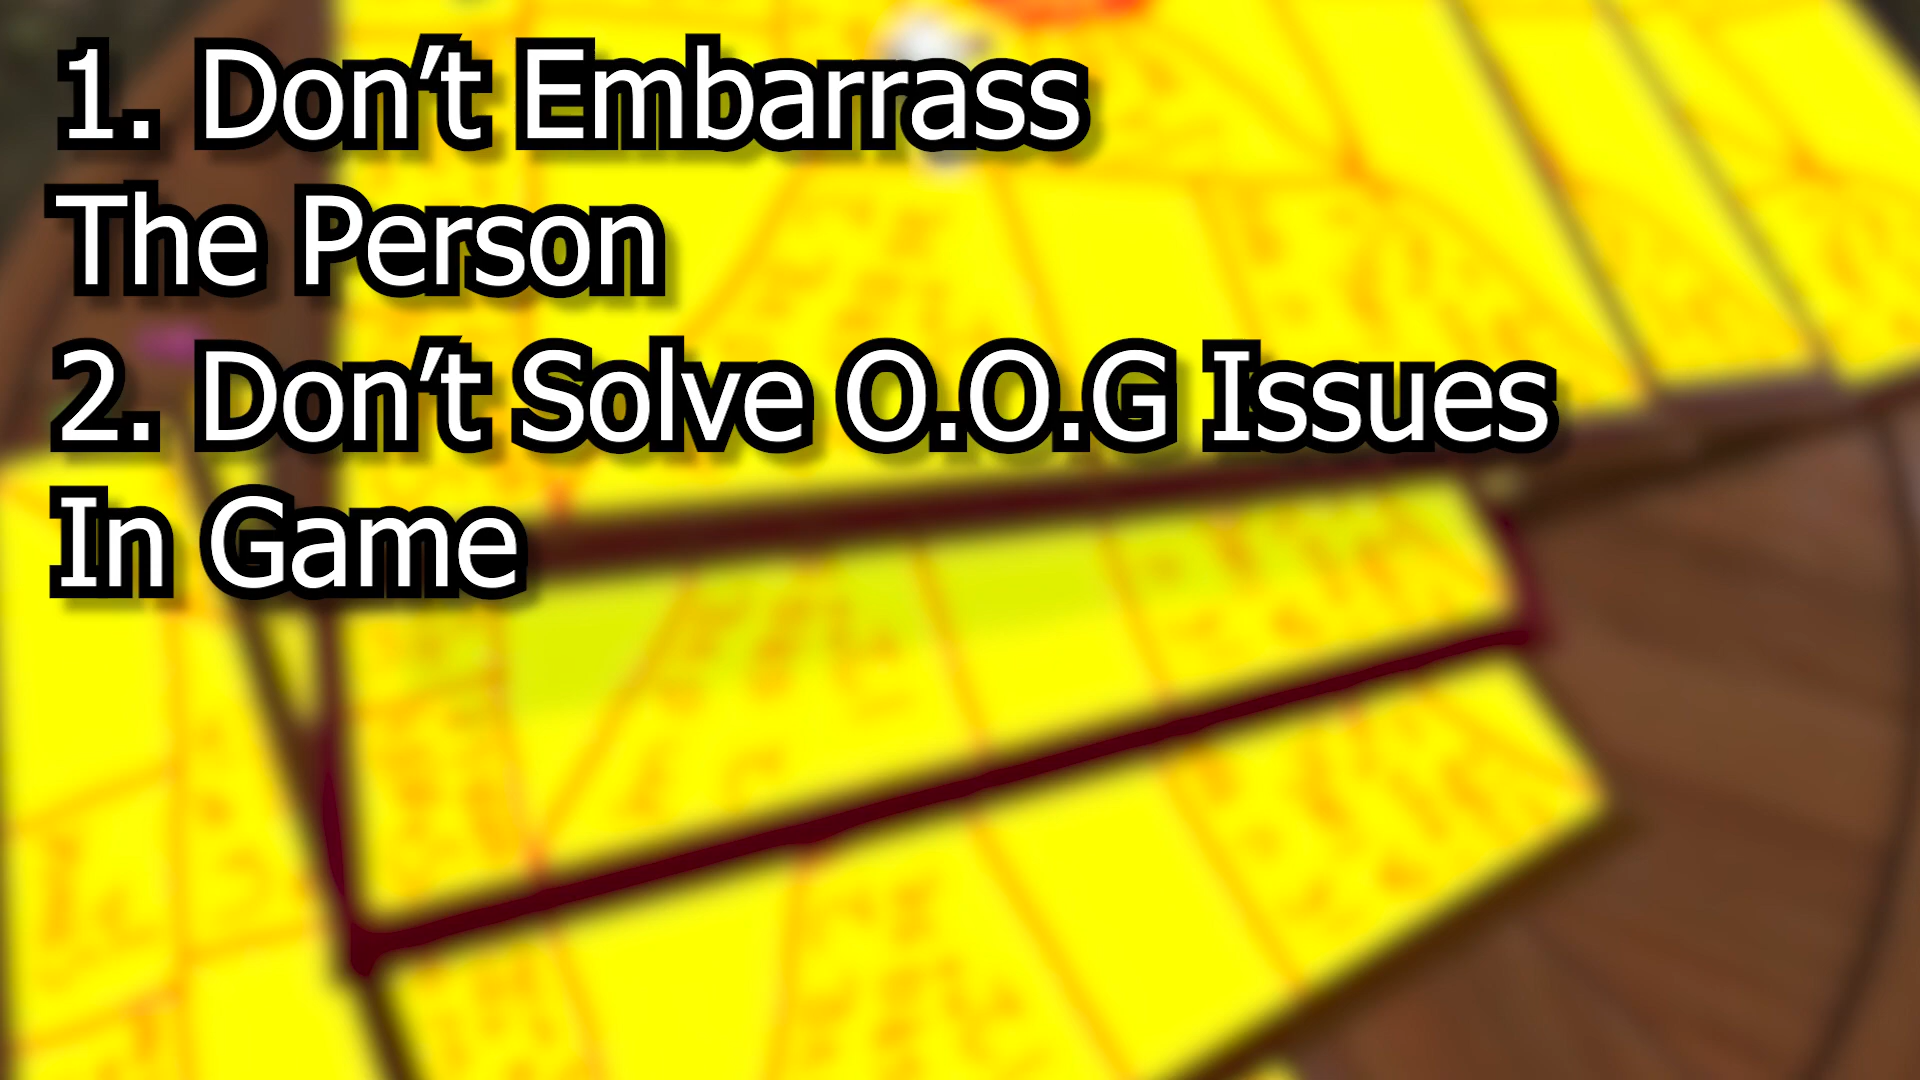 1. Don’t Embarrass
The Person
2. Don’t Solve O.O.G Issues
In Game